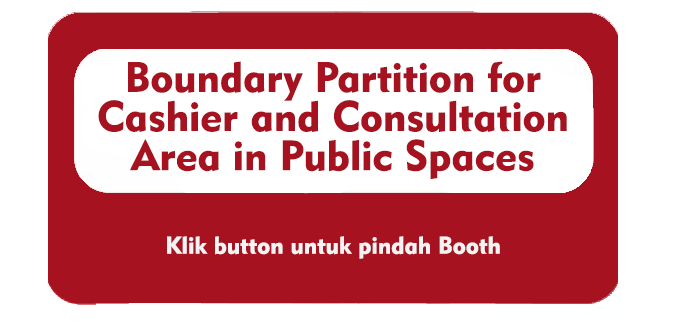 Boundary Partition for
Cashier and Consultation
Area in Public Spaces
Klik button untuk pindah Booth